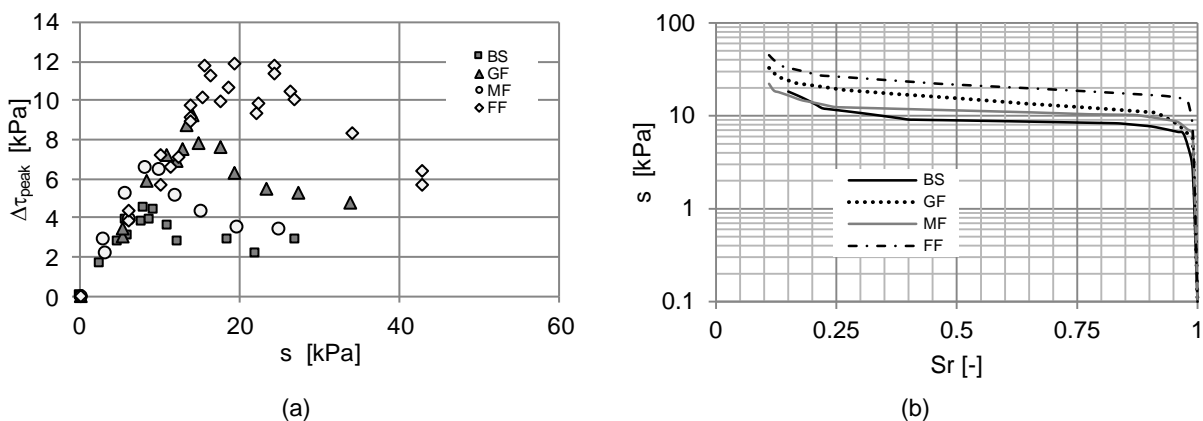 14
12
10
8
6
4
2
0
Δτpeak [kPa]
0 20 40 60
s [kPa]
BS
GF
MF
FF
(a)
100
10
1
0.1
s [kPa]
0 0.25 0.5 0.75 1
Sr [-]
BS
GF
MF
FF
(b)